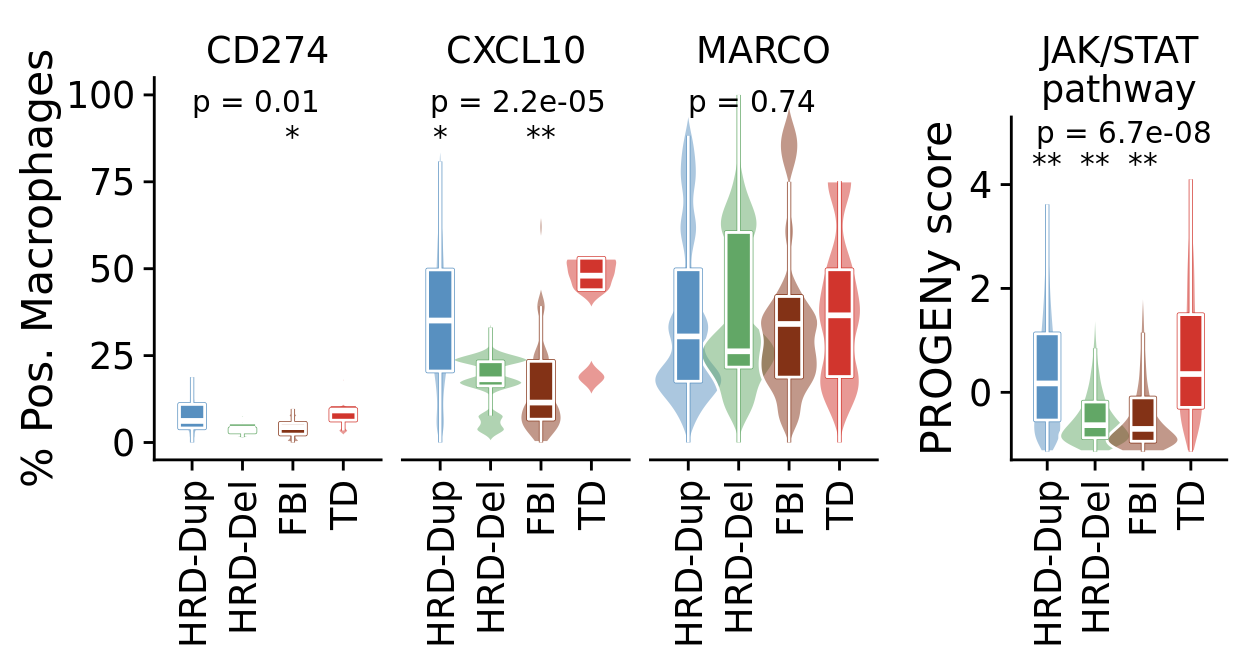 CD274
CXCL10
MARCO
JAK/STAT
pathway
% Pos. Macrophages
100
75
50
25
0
p = 0.01
*
p = 2.2e-05
* **
p = 0.74
PROGENy score
4
2
0
p = 6.7e-08
** ** **
HRD-Dup
HRD-Del
FBI
TD
HRD-Dup
HRD-Del
FBI
TD
HRD-Dup
HRD-Del
FBI
TD
HRD-Dup
HRD-Del
FBI
TD